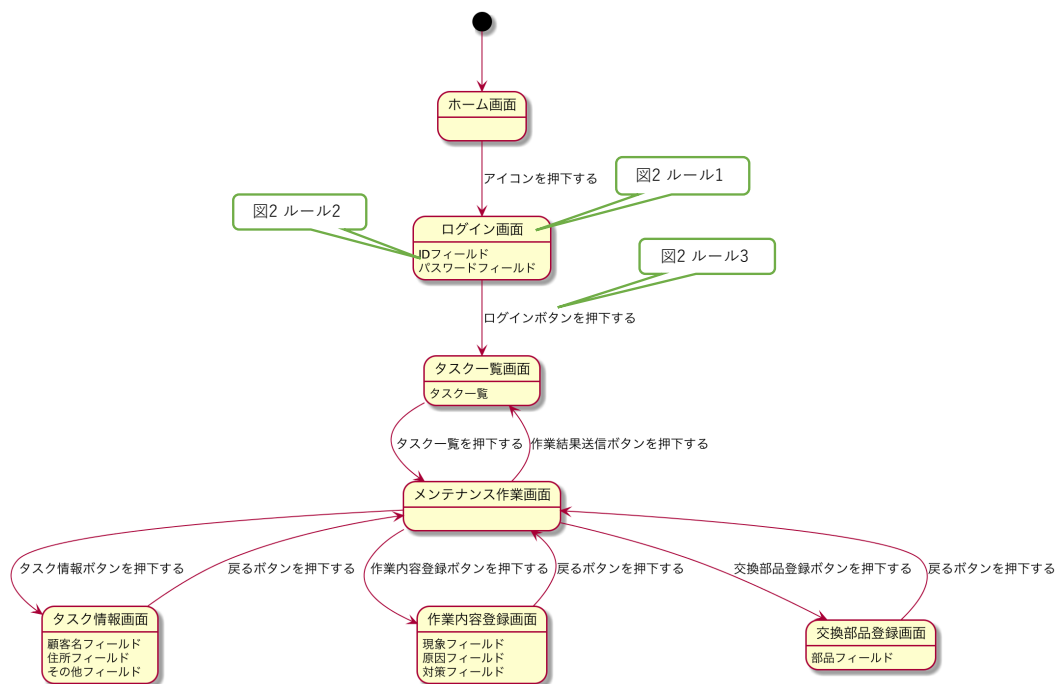 ホーム画面
アイコンを押下する
図2 ルール1
図2 ルール2
ログイン画面
IDフィールド
パスワードフィールド
図2 ルール3
ログインボタンを押下する
タスク一覧画面
タスク一覧
タスク一覧を押下する
作業結果送信ボタンを押下する
メンテナンス作業画面
タスク情報ボタンを押下する
戻るボタンを押下する
作業内容登録ボタンを押下する
戻るボタンを押下する
交換部品登録ボタンを押下する
戻るボタンを押下する
タスク情報画面
顧客名フィールド
住所フィールド
その他フィールド
作業内容登録画面
現象フィールド
原因フィールド
対策フィールド
交換部品登録画面
部品フィールド